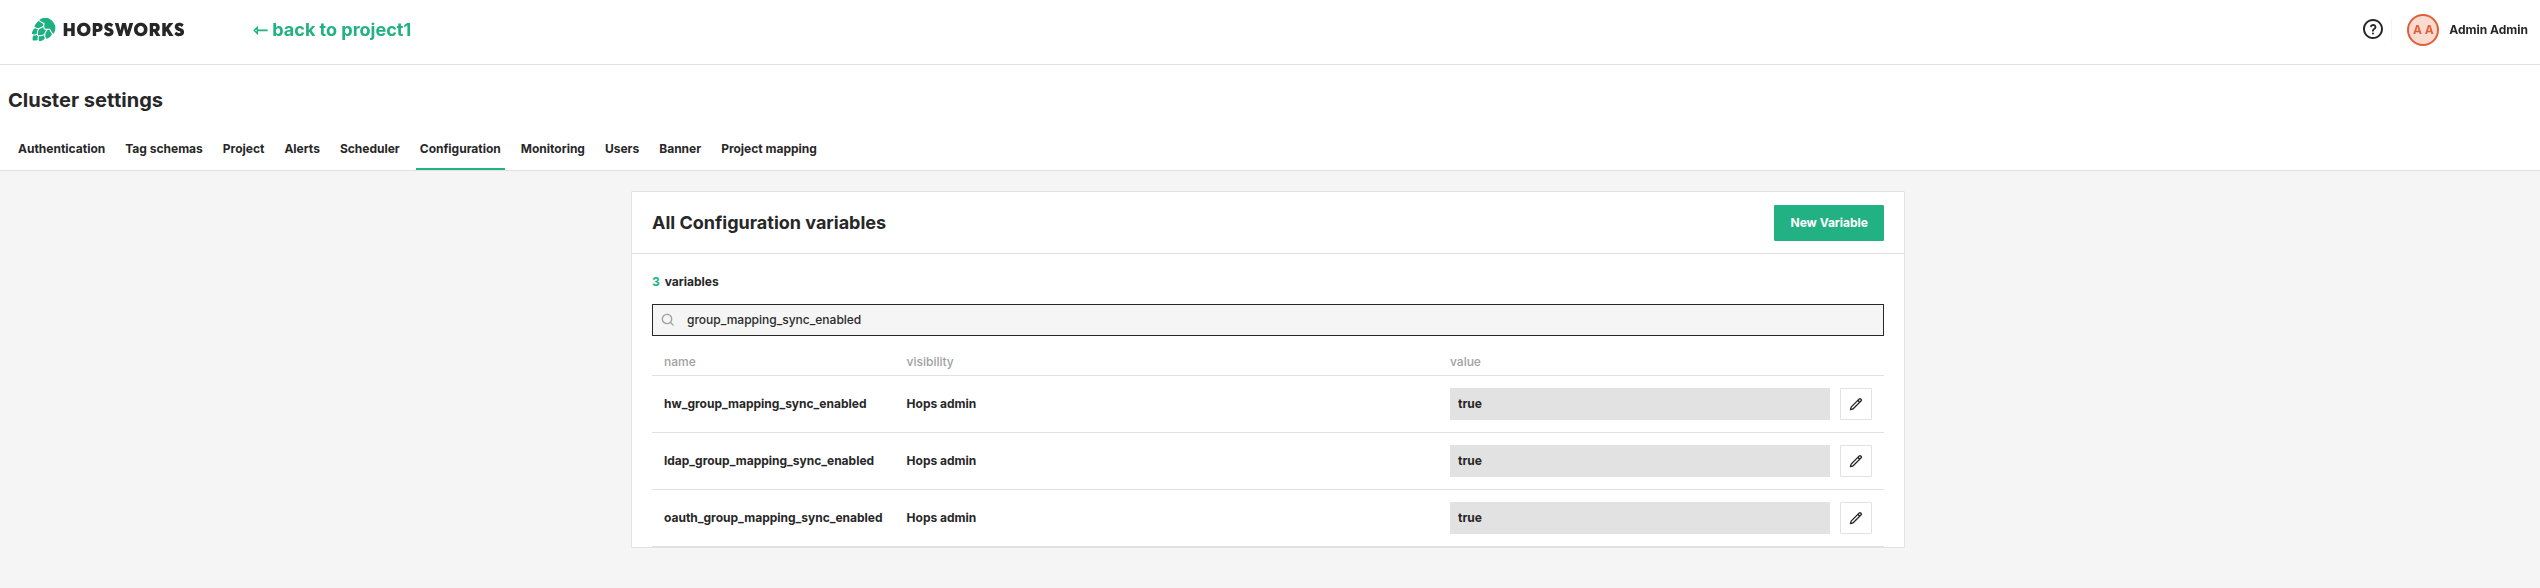 HOPSWORKS
← back to project1
? AA Admin Admin
Cluster settings
Authentication Tag schemas Project Alerts Scheduler Configuration Monitoring Users Banner Project mapping
All Configuration variables
New Variable
3 variables
group_mapping_sync_enabled
name visibility value
hw_group_mapping_sync_enabled Hops admin true
ldap_group_mapping_sync_enabled Hops admin true
oauth_group_mapping_sync_enabled Hops admin true